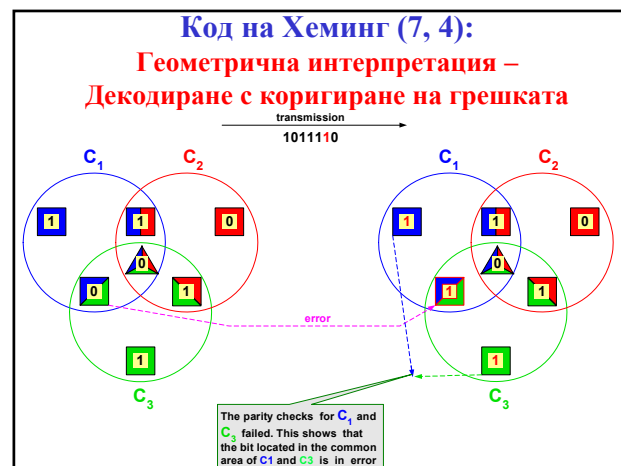 Код на Хеминг (7, 4):
Геометрична интерпретация –
Декодиране с коригиране на грешката
transmission
1011110
C1 C2 C1 C2
1 1 0 1 1 0
0 0
0 1 1 1
error
1 1
C3 C3
The parity checks for C1 and
C3 failed. This shows that
the bit located in the common
area of C1 and C3 is in error